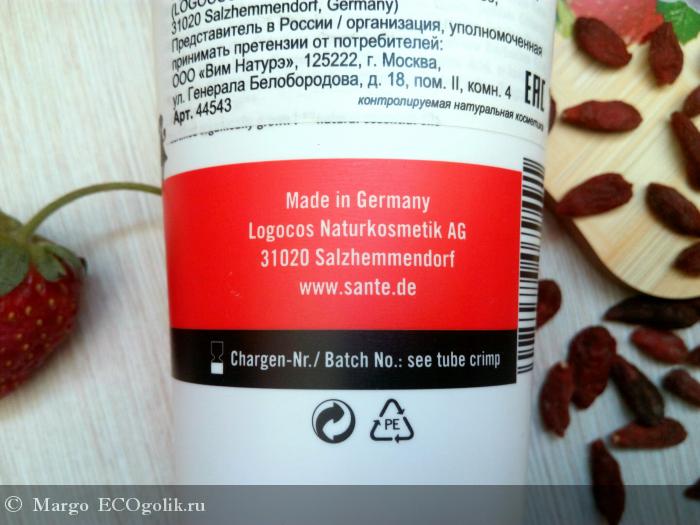 (LOGOCOS
31020 Salzhemmendorf, Germany)
Представитель в России / организация, уполномоченная
принимать претензии от потребителей:
ООО «Вим Натурэ», 125222, г. Москва,
ул. Генерала Белобородова, д. 18, пом. II, комн. 4
Арт. 44543
EAC
контролируемая натуральная косметика
Made in Germany
Logocos Naturkosmetik AG
31020 Salzhemmendorf
www.sante.de
Chargen-Nr./ Batch No.: see tube crimp
PE
© Margo ECOgolik.ru